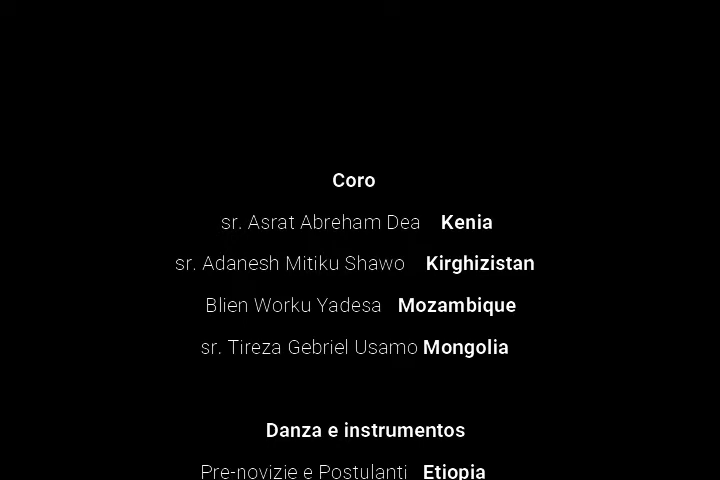 Coro
sr. Asrat Abreham Dea Kenia
sr. Adanesh Mitiku Shawo Kirghizistan
Blien Worku Yadesa Mozambique
sr. Tireza Gebriel Usamo Mongolia
Danza e instrumentos
Pre-novizie e Postulanti Etiopia